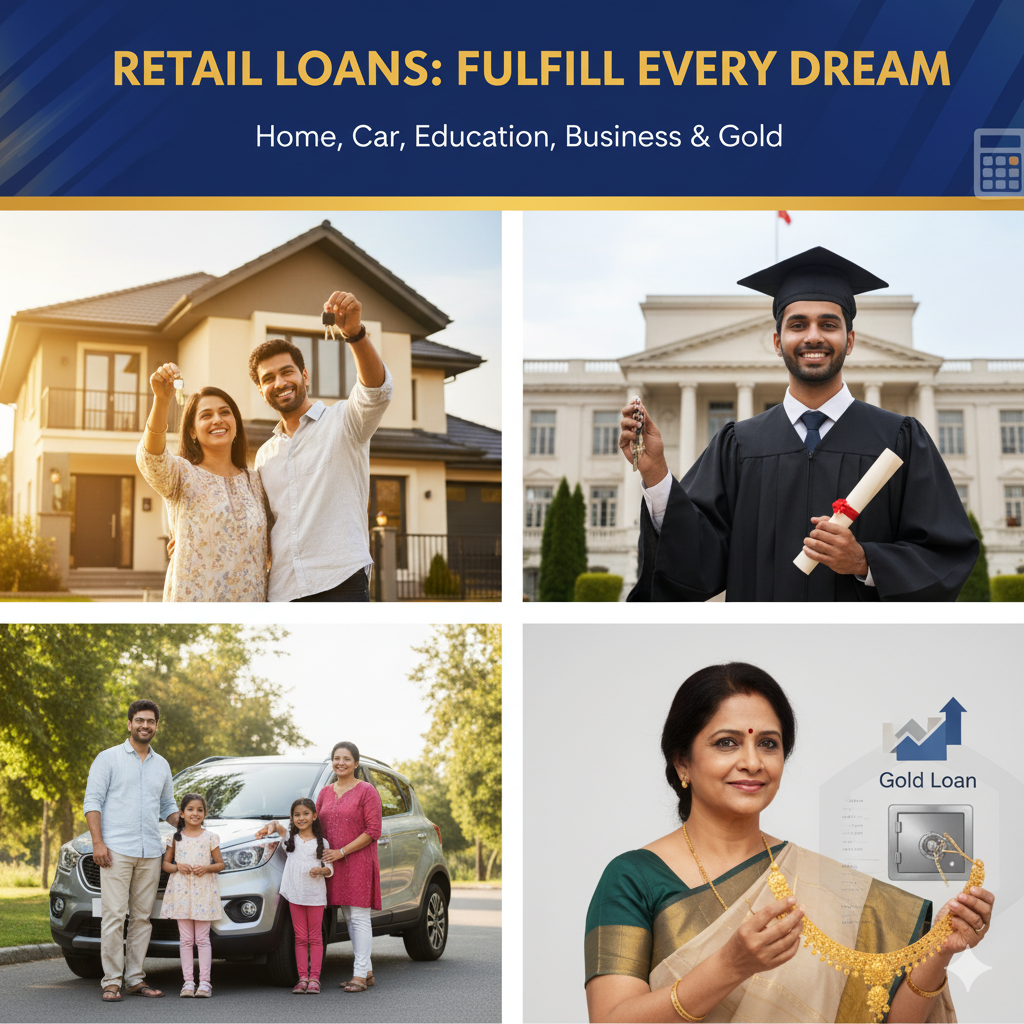 RETAIL LOANS: FULFILL EVERY DREAM
Home, Car, Education, Business & Gold
Gold Loan